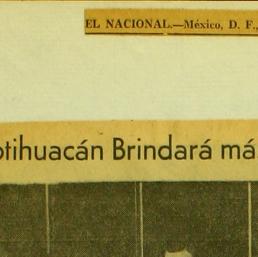 EL NACIONAL.—México, D. F.,
otihuacán Brindará má